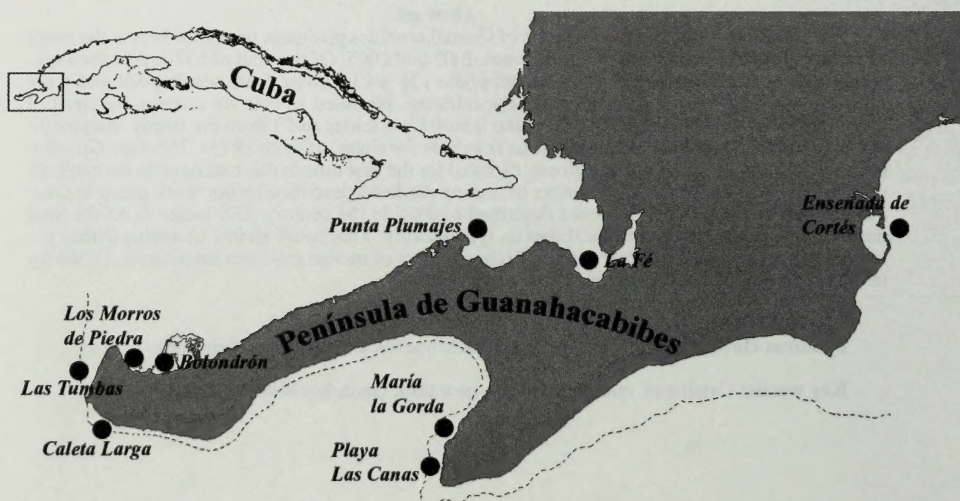 Cuba
Ensenada de
Cortés
Punta Plumajes
La Fé
Península de Guanahacabibes
Los Morros
de Piedra
Bolondrón
Las Tumbas
María
la Gorda
Caleta Larga
Playa
Las Canas